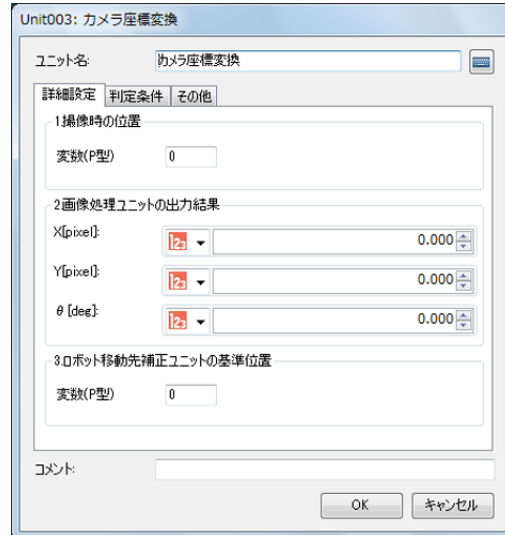 Unit003: カメラ座標変換
ユニット名: カメラ座標変換
詳細設定 判定条件 その他
1.撮像時の位置
変数(P型) 0
2.画像処理ユニットの出力結果
X[pixel]: 123 0.000
Y[pixel]: 123 0.000
θ [deg]: 123 0.000
3.ロボット移動先補正ユニットの基準位置
変数(P型) 0
コメント:
OK キャンセル